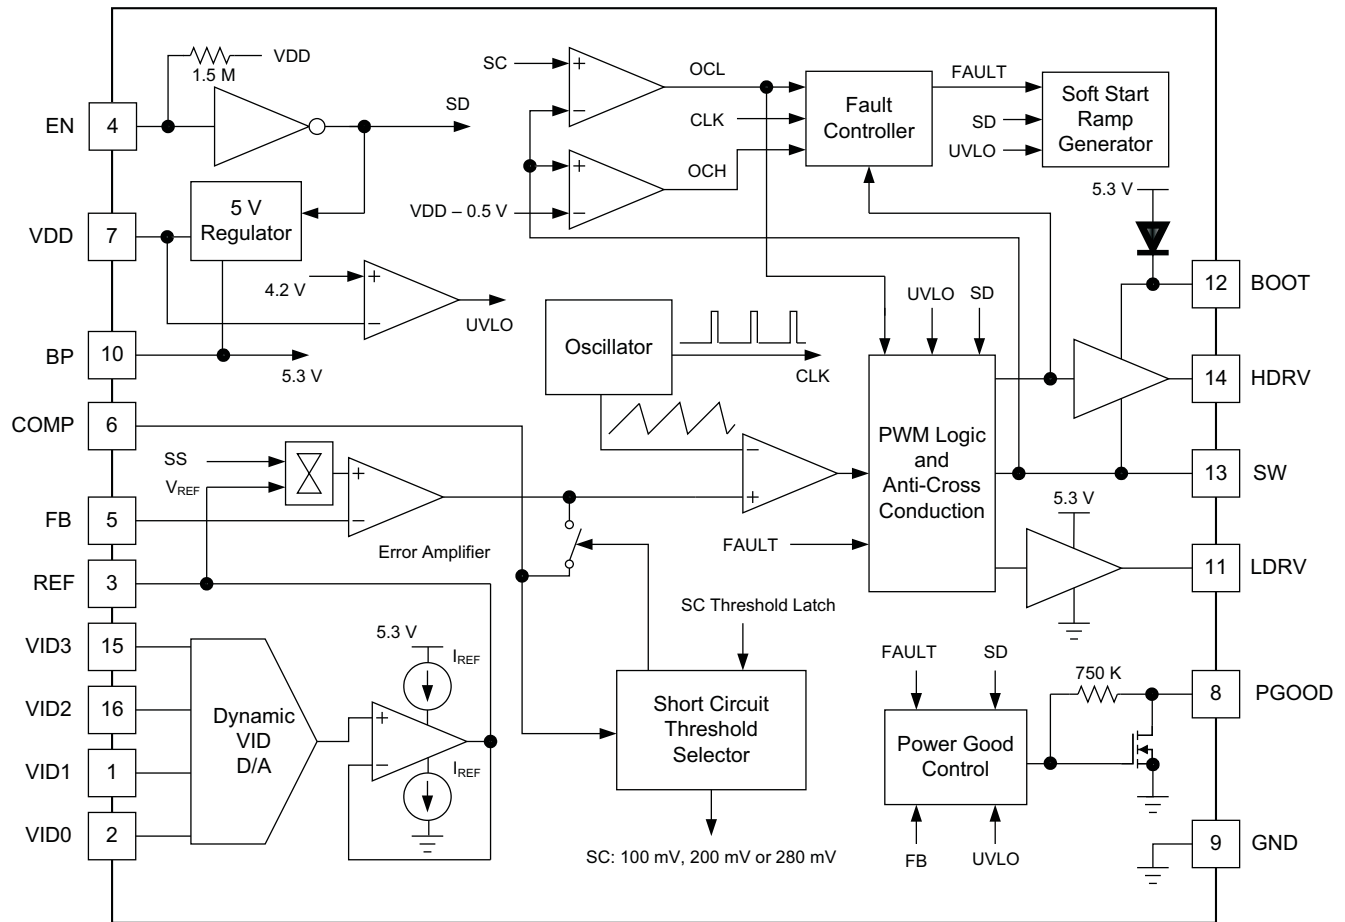 VDD
1.5 M
EN
4
SD
SC
+
−
OCL
CLK
Fault
Controller
FAULT
SD
UVLO
Soft Start
Ramp
Generator
+
−
OCH
VDD – 0.5 V
5 V
Regulator
VDD
7
4.2 V
+
−
UVLO
5.3 V
12
BOOT
BP
10
5.3 V
Oscillator
CLK
UVLO
SD
14
HDRV
COMP
6
SS
VREF
+
−
Error Amplifier
−
+
PWM Logic
and
Anti-Cross
Conduction
FAULT
13
SW
FB
5
5.3 V
11
LDRV
REF
3
SC Threshold Latch
VID3
15
VID2
16
VID1
1
VID0
2
Dynamic
VID
D/A
5.3 V
IREF
+
−
IREF
Short Circuit
Threshold
Selector
SC: 100 mV, 200 mV or 280 mV
FAULT
SD
Power Good
Control
FB
UVLO
750 K
8
PGOOD
9
GND